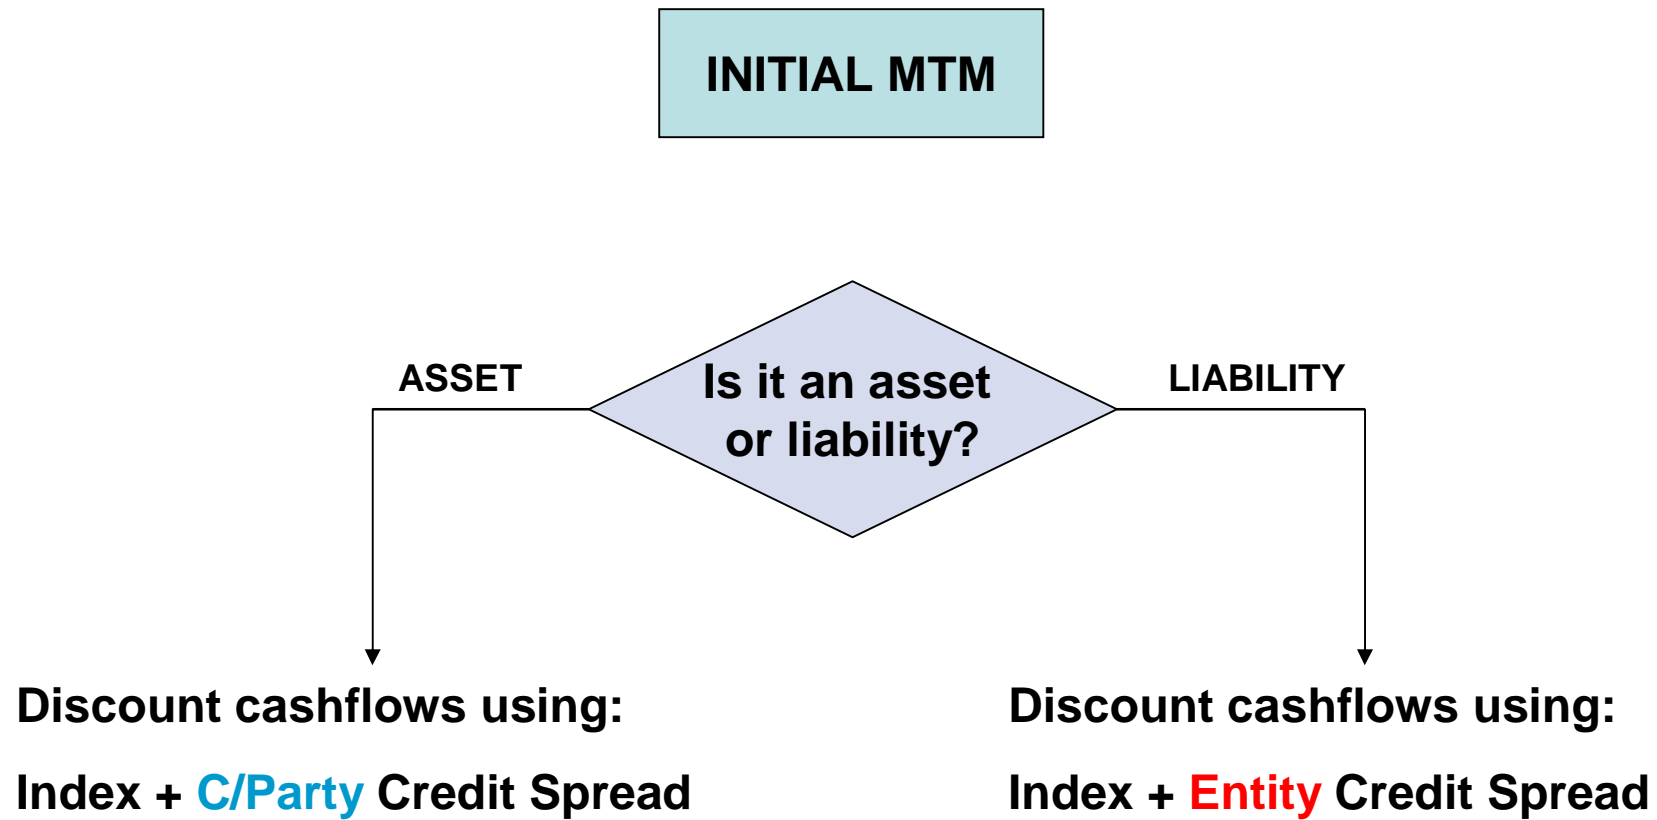 INITIAL MTM
ASSET
Is it an asset
or liability?
LIABILITY
Discount cashflows using:
Index + C/Party Credit Spread
Discount cashflows using:
Index + Entity Credit Spread